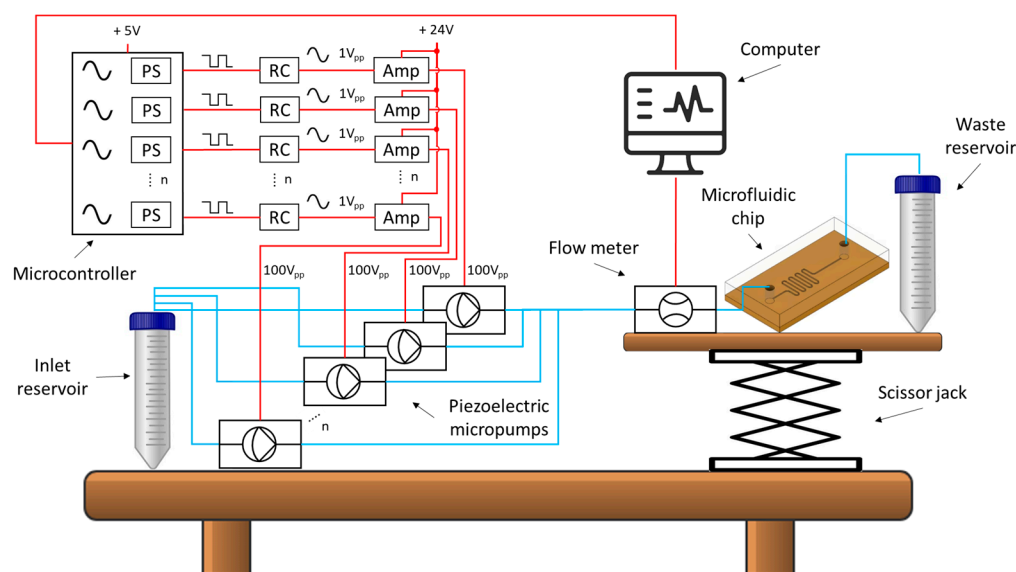 + 5V
+ 24V
PS
RC
1Vpp
Amp
PS
RC
1Vpp
Amp
PS
RC
1Vpp
Amp
n
n
n
PS
RC
1Vpp
Amp
Microcontroller
Computer
Waste
reservoir
Microfluidic
chip
Flow meter
100Vpp
100Vpp
100Vpp
100Vpp
Inlet
reservoir
Piezoelectric
micropumps
n
Scissor jack